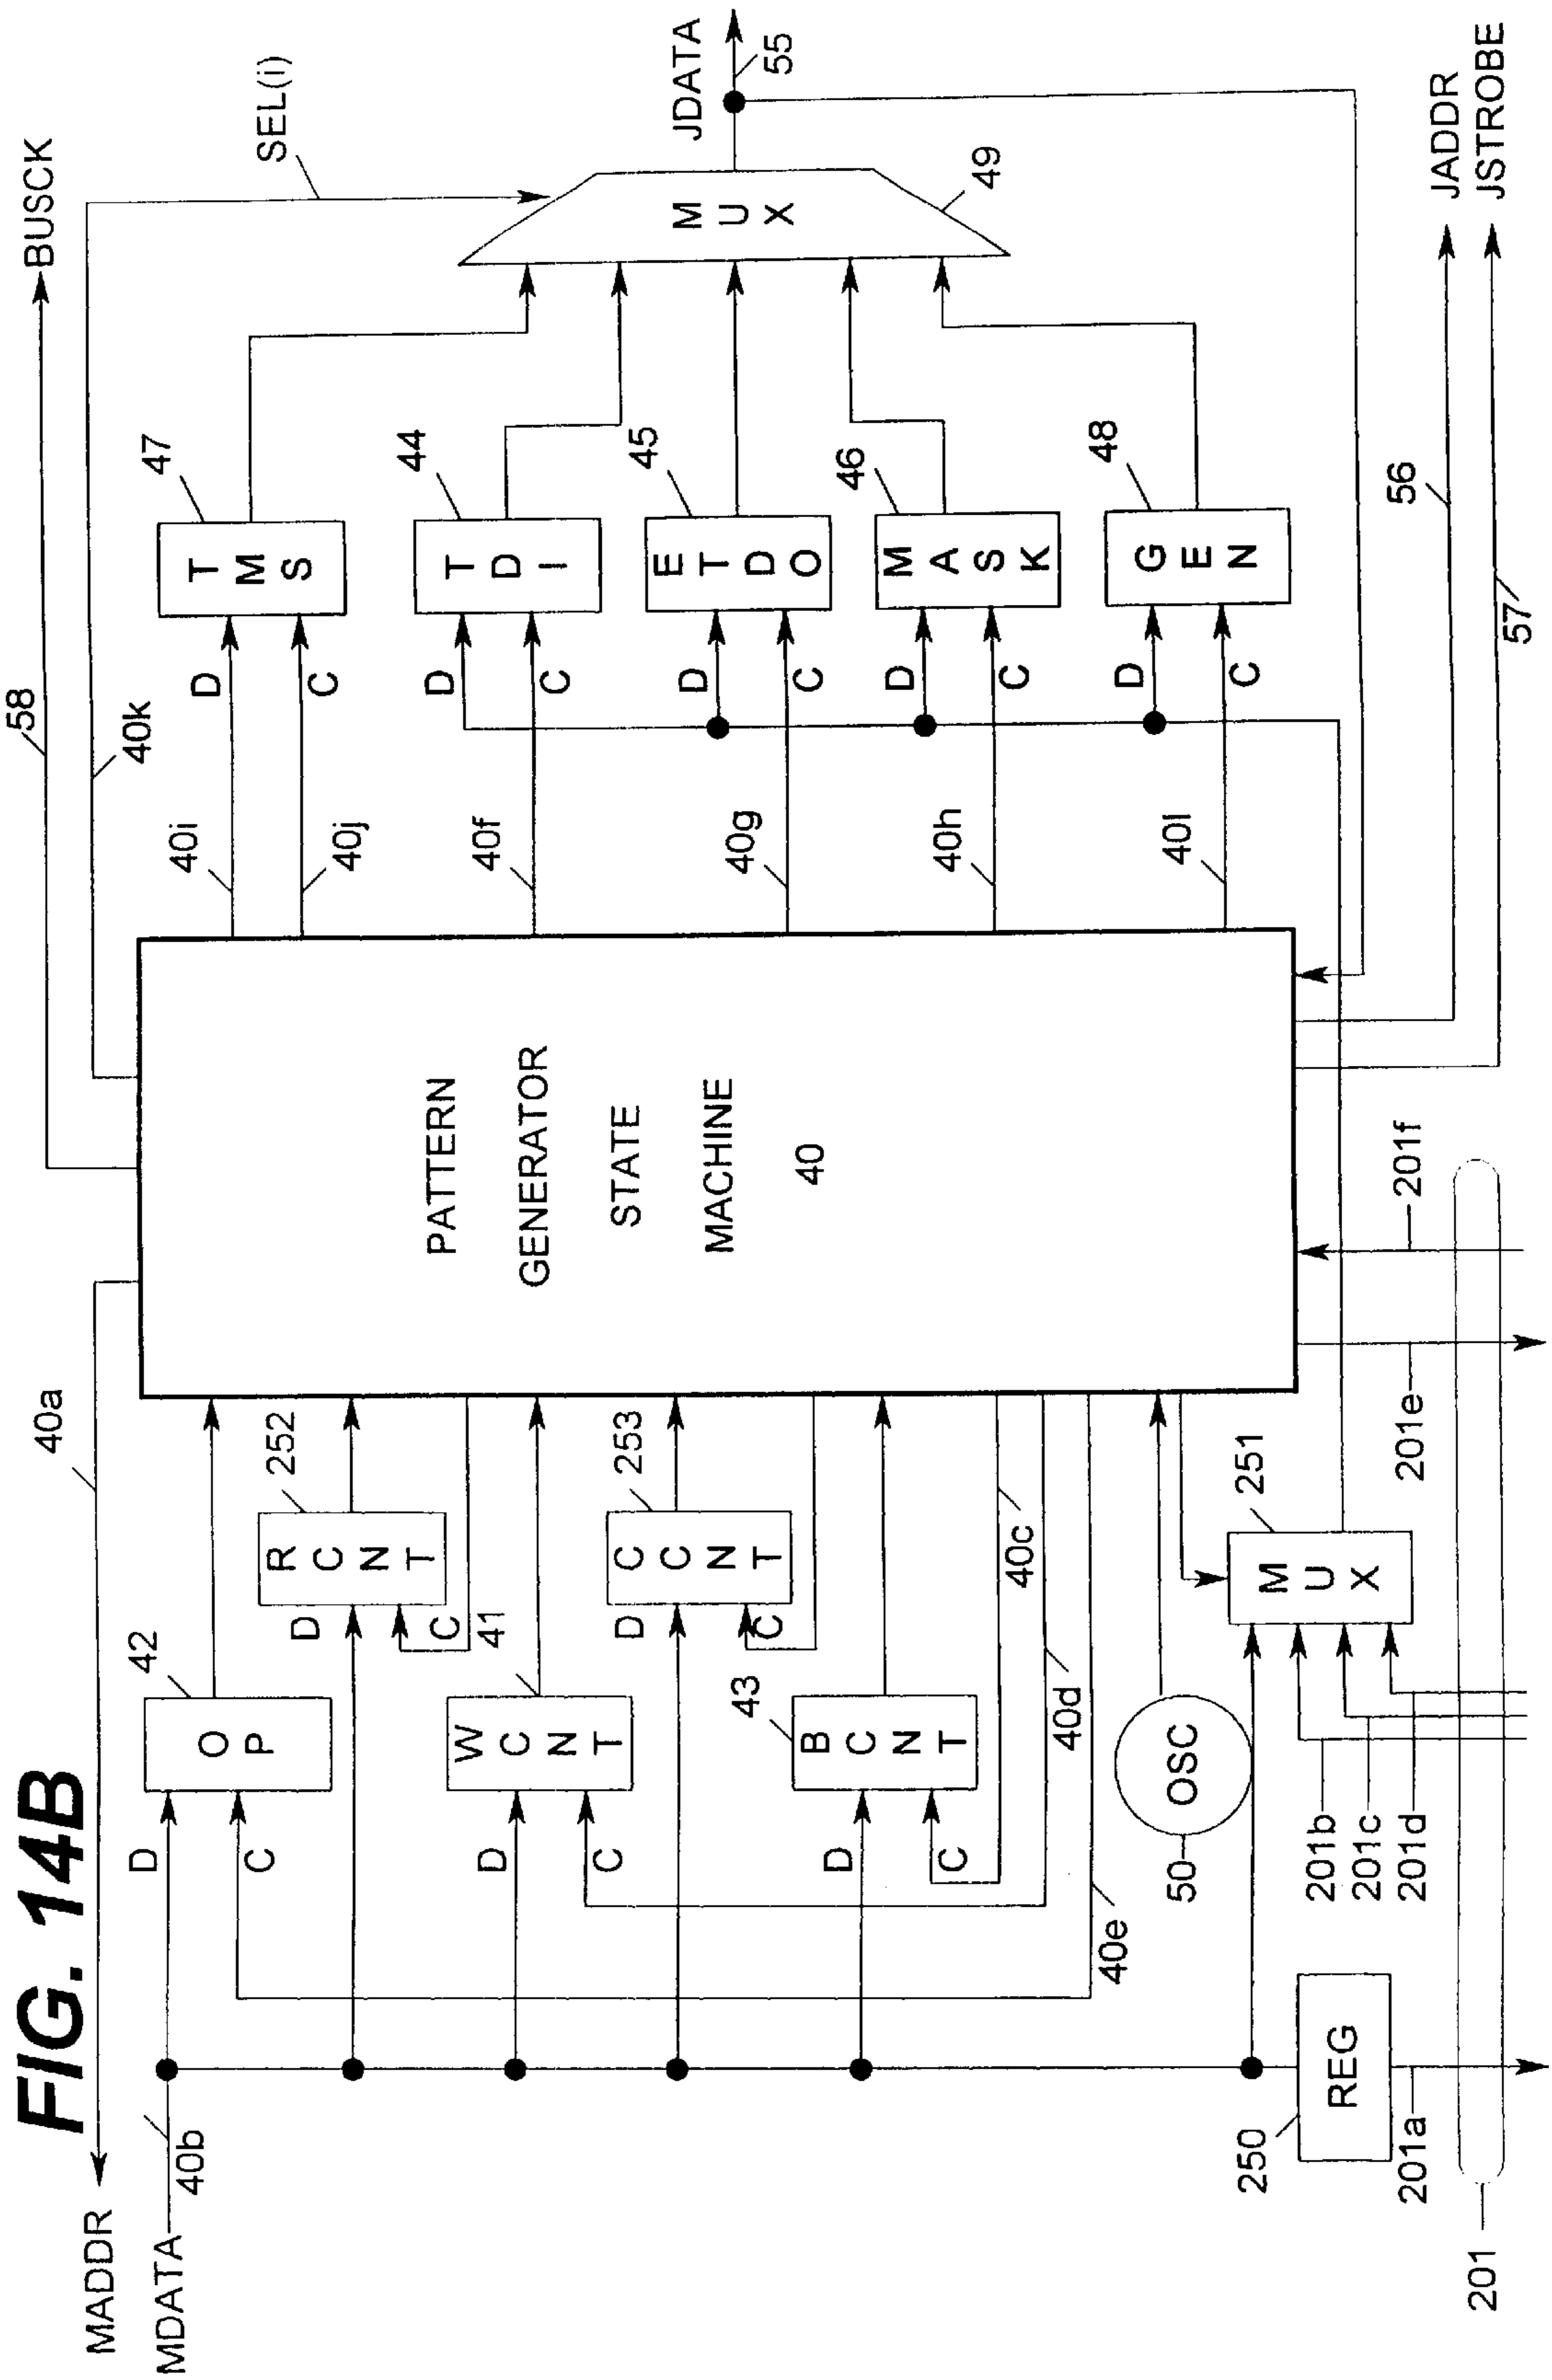 FIG. 14B
MADDR
40a
MDATA
40b
58
BUSCK
40k
SEL(i)
D
C
42
OP
D
C
252
RCNT
D
C
41
WCNT
D
C
253
CCNT
D
C
43
BCNT
40c
40d
40e
50
OSC
250
REG
251
MUX
201a
201b
201c
201d
201e
201f
201
PATTERN
GENERATOR
STATE
MACHINE
40
40i
40j
D
C
47
TMS
40f
D
C
44
TDI
40g
D
C
45
ETDO
40h
D
C
46
MASK
40l
D
C
48
GEN
MUX
49
JDATA
55
56
JADDR
57
JSTROBE